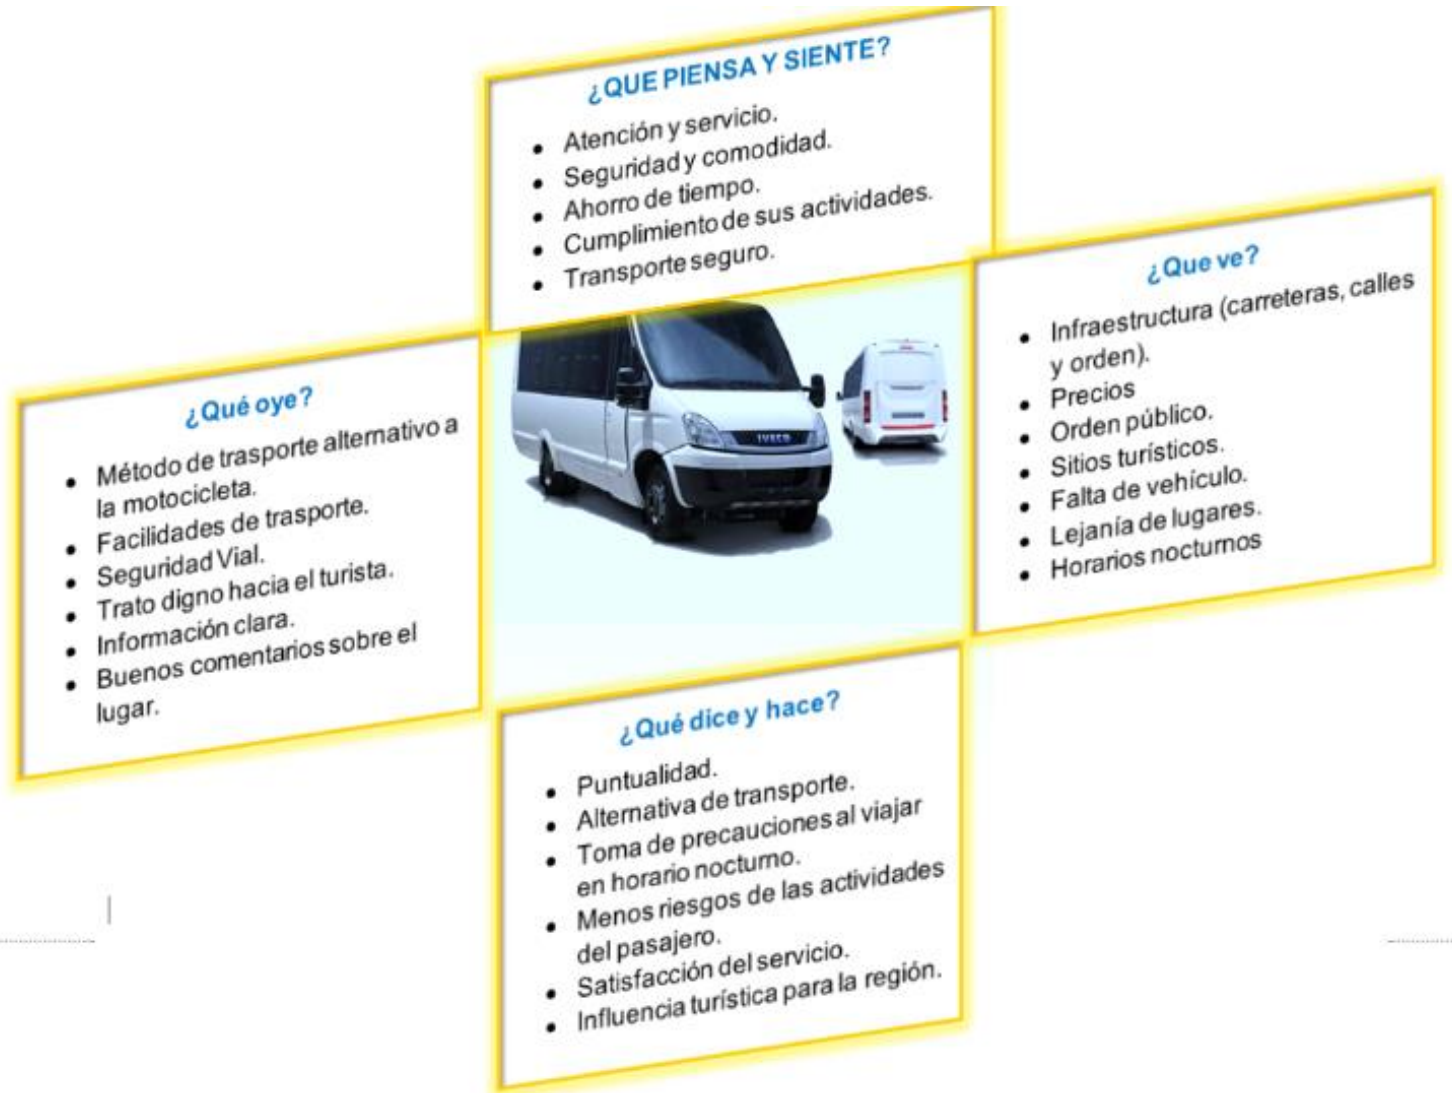 ¿QUE PIENSA Y SIENTE?
• Atención y servicio.
• Seguridad y comodidad.
• Ahorro de tiempo.
• Cumplimiento de sus actividades.
• Transporte seguro.
¿Qué oye?
• Método de trasporte alternativo a
la motocicleta.
• Facilidades de trasporte.
• Seguridad Vial.
• Trato digno hacia el turista.
• Información clara.
• Buenos comentarios sobre el
lugar.
IVECO
¿Que ve?
• Infraestructura (carreteras, calles
y orden).
• Precios
• Orden público.
• Sitios turísticos.
• Falta de vehículo.
• Lejanía de lugares.
• Horarios nocturnos
¿Qué dice y hace?
• Puntualidad.
• Alternativa de transporte.
• Toma de precauciones al viajar
en horario nocturno.
• Menos riesgos de las actividades
del pasajero.
• Satisfacción del servicio.
• Influencia turística para la región.